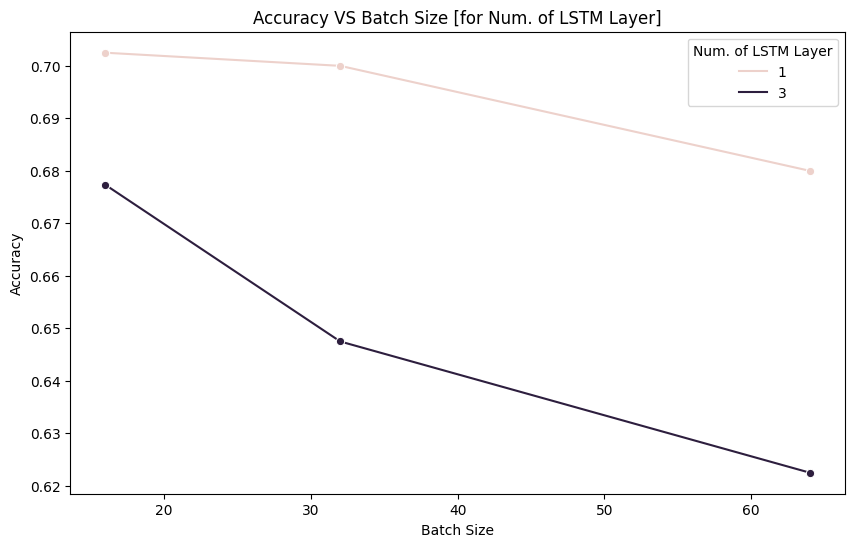 Accuracy VS Batch Size [for Num. of LSTM Layer]
Num. of LSTM Layer
1
3
Accuracy
0.70
0.69
0.68
0.67
0.66
0.65
0.64
0.63
0.62
20 30 40 50 60
Batch Size